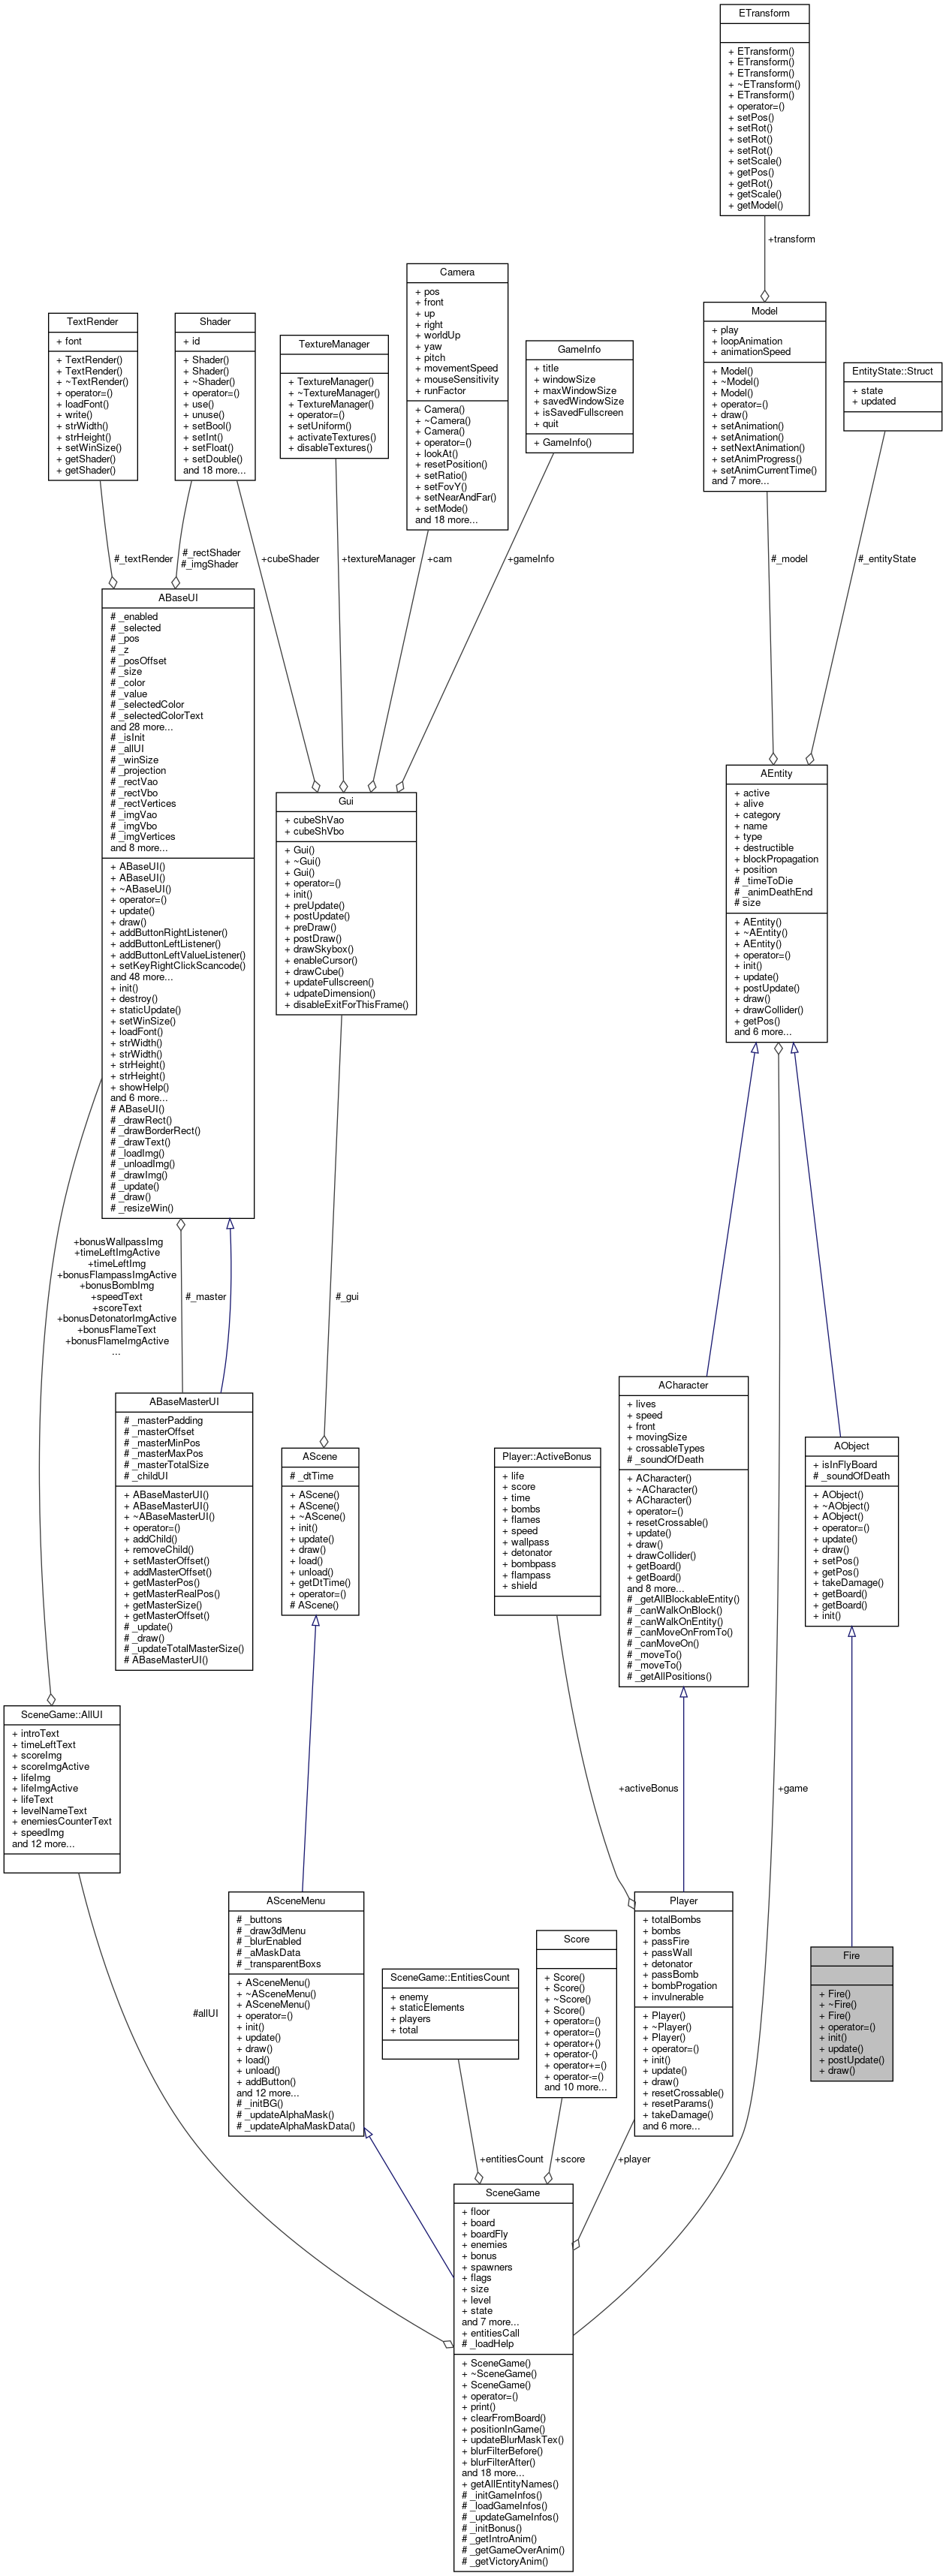 ETransform
+ ETransform()
+ ETransform()
+ ETransform()
+ ~ETransform()
+ ETransform()
+ operator=()
+ setPos()
+ setRot()
+ setRot()
+ setRot()
+ setScale()
+ getPos()
+ getRot()
+ getScale()
+ getModel()
+transform
Model
+ play
+ loopAnimation
+ animationSpeed
+ Model()
+ ~Model()
+ Model()
+ operator=()
+ draw()
+ setAnimation()
+ setAnimation()
+ setNextAnimation()
+ setAnimProgress()
+ setAnimCurrentTime()
and 7 more...
EntityState::Struct
+ state
+ updated
TextRender
+ font
+ TextRender()
+ TextRender()
+ ~TextRender()
+ operator=()
+ loadFont()
+ write()
+ strWidth()
+ strHeight()
+ setWinSize()
+ getShader()
+ getShader()
Shader
+ id
+ Shader()
+ Shader()
+ ~Shader()
+ operator=()
+ use()
+ unuse()
+ setBool()
+ setInt()
+ setFloat()
+ setDouble()
and 18 more...
TextureManager
+ TextureManager()
+ ~TextureManager()
+ TextureManager()
+ operator=()
+ setUniform()
+ activateTextures()
+ disableTextures()
Camera
+ pos
+ front
+ up
+ right
+ worldUp
+ yaw
+ pitch
+ movementSpeed
+ mouseSensitivity
+ runFactor
+ Camera()
+ ~Camera()
+ Camera()
+ operator=()
+ lookAt()
+ resetPosition()
+ setRatio()
+ setFovY()
+ setNearAndFar()
+ setMode()
and 18 more...
GameInfo
+ title
+ windowSize
+ maxWindowSize
+ savedWindowSize
+ isSavedFullscreen
+ quit
+ GameInfo()
#_textRender
#_rectShader
#_imgShader
+cubeShader
+textureManager
+cam
+gameInfo
#_model
#_entityState
ABaseUI
# _enabled
# _selected
# _pos
# _z
# _posOffset
# _size
# _color
# _value
# _selectedColor
# _selectedColorText
and 28 more...
# _isInit
# _allUI
# _winSize
# _projection
# _rectVao
# _rectVbo
# _rectVertices
# _imgVao
# _imgVbo
# _imgVertices
and 8 more...
+ ABaseUI()
+ ABaseUI()
+ ~ABaseUI()
+ operator=()
+ update()
+ draw()
+ addButtonRightListener()
+ addButtonLeftListener()
+ addButtonLeftValueListener()
+ setKeyRightClickScancode()
and 48 more...
+ init()
+ destroy()
+ staticUpdate()
+ setWinSize()
+ loadFont()
+ strWidth()
+ strWidth()
+ strHeight()
+ strHeight()
+ showHelp()
and 6 more...
# ABaseUI()
# _drawRect()
# _drawBorderRect()
# _drawText()
# _loadImg()
# _unloadImg()
# _drawImg()
# _update()
# _draw()
# _resizeWin()
Gui
+ cubeShVao
+ cubeShVbo
+ Gui()
+ ~Gui()
+ Gui()
+ operator=()
+ init()
+ preUpdate()
+ postUpdate()
+ preDraw()
+ postDraw()
+ drawSkybox()
+ enableCursor()
+ drawCube()
+ updateFullscreen()
+ udpateDimension()
+ disableExitForThisFrame()
AEntity
+ active
+ alive
+ category
+ name
+ type
+ destructible
+ blockPropagation
+ position
# _timeToDie
# _animDeathEnd
# size
+ AEntity()
+ ~AEntity()
+ AEntity()
+ operator=()
+ init()
+ update()
+ postUpdate()
+ draw()
+ drawCollider()
+ getPos()
and 6 more...
+bonusWallpassImg
+timeLeftImgActive
+timeLeftImg
+bonusFlampassImgActive
+bonusBombImg
+speedText
+scoreText
+bonusDetonatorImgActive
+bonusFlameText
+bonusFlameImgActive
...
#_master
#_gui
ABaseMasterUI
# _masterPadding
# _masterOffset
# _masterMinPos
# _masterMaxPos
# _masterTotalSize
# _childUI
+ ABaseMasterUI()
+ ABaseMasterUI()
+ ~ABaseMasterUI()
+ operator=()
+ addChild()
+ removeChild()
+ setMasterOffset()
+ addMasterOffset()
+ getMasterPos()
+ getMasterRealPos()
+ getMasterSize()
+ getMasterOffset()
# _update()
# _draw()
# _updateTotalMasterSize()
# ABaseMasterUI()
AScene
# _dtTime
+ AScene()
+ AScene()
+ ~AScene()
+ init()
+ update()
+ draw()
+ load()
+ unload()
+ getDtTime()
+ operator=()
# AScene()
Player::ActiveBonus
+ life
+ score
+ time
+ bombs
+ flames
+ speed
+ wallpass
+ detonator
+ bombpass
+ flampass
+ shield
ACharacter
+ lives
+ speed
+ front
+ movingSize
+ crossableTypes
# _soundOfDeath
+ ACharacter()
+ ~ACharacter()
+ ACharacter()
+ operator=()
+ resetCrossable()
+ update()
+ draw()
+ drawCollider()
+ getBoard()
+ getBoard()
and 8 more...
# _getAllBlockableEntity()
# _canWalkOnBlock()
# _canWalkOnEntity()
# _canMoveOnFromTo()
# _canMoveOn()
# _moveTo()
# _moveTo()
# _getAllPositions()
AObject
+ isInFlyBoard
# _soundOfDeath
+ AObject()
+ ~AObject()
+ AObject()
+ operator=()
+ update()
+ draw()
+ setPos()
+ getPos()
+ takeDamage()
+ getBoard()
+ getBoard()
+ init()
SceneGame::AllUI
+ introText
+ timeLeftText
+ scoreImg
+ scoreImgActive
+ lifeImg
+ lifeImgActive
+ lifeText
+ levelNameText
+ enemiesCounterText
+ speedImg
and 12 more...
+activeBonus
+game
ASceneMenu
# _buttons
# _draw3dMenu
# _blurEnabled
# _aMaskData
# _transparentBoxs
+ ASceneMenu()
+ ~ASceneMenu()
+ ASceneMenu()
+ operator=()
+ init()
+ update()
+ draw()
+ load()
+ unload()
+ addButton()
and 12 more...
# _initBG()
# _updateAlphaMask()
# _updateAlphaMaskData()
#allUI
SceneGame::EntitiesCount
+ enemy
+ staticElements
+ players
+ total
Score
+ Score()
+ Score()
+ ~Score()
+ Score()
+ operator=()
+ operator=()
+ operator+()
+ operator-()
+ operator+=()
+ operator-=()
and 10 more...
Player
+ totalBombs
+ bombs
+ passFire
+ passWall
+ detonator
+ passBomb
+ bombProgation
+ invulnerable
+ Player()
+ ~Player()
+ Player()
+ operator=()
+ init()
+ update()
+ draw()
+ resetCrossable()
+ resetParams()
+ takeDamage()
and 6 more...
Fire
+ Fire()
+ ~Fire()
+ Fire()
+ operator=()
+ init()
+ update()
+ postUpdate()
+ draw()
+entitiesCount
+score
+player
SceneGame
+ floor
+ board
+ boardFly
+ enemies
+ bonus
+ spawners
+ flags
+ size
+ level
+ state
and 7 more...
+ entitiesCall
# _loadHelp
+ SceneGame()
+ ~SceneGame()
+ SceneGame()
+ operator=()
+ print()
+ clearFromBoard()
+ positionInGame()
+ updateBlurMaskTex()
+ blurFilterBefore()
+ blurFilterAfter()
and 18 more...
+ getAllEntityNames()
# _initGameInfos()
# _loadGameInfos()
# _updateGameInfos()
# _initBonus()
# _getIntroAnim()
# _getGameOverAnim()
# _getVictoryAnim()